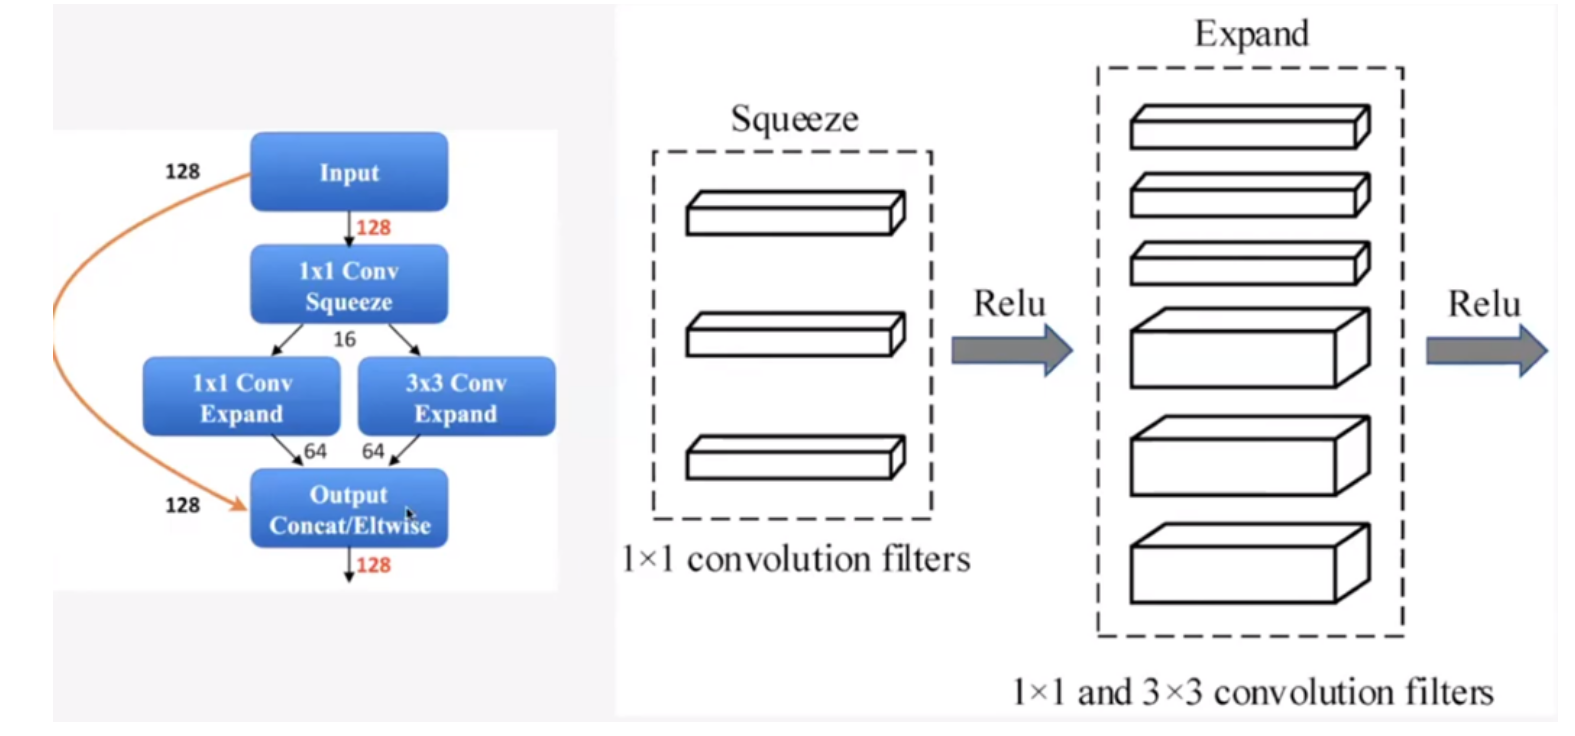 128
Input
128
1x1 Conv
Squeeze
16
1x1 Conv
Expand
3x3 Conv
Expand
64
64
128
Output
Concat/Eltwise
128
Squeeze
1×1 convolution filters
Relu
Expand
1×1 and 3×3 convolution filters
Relu